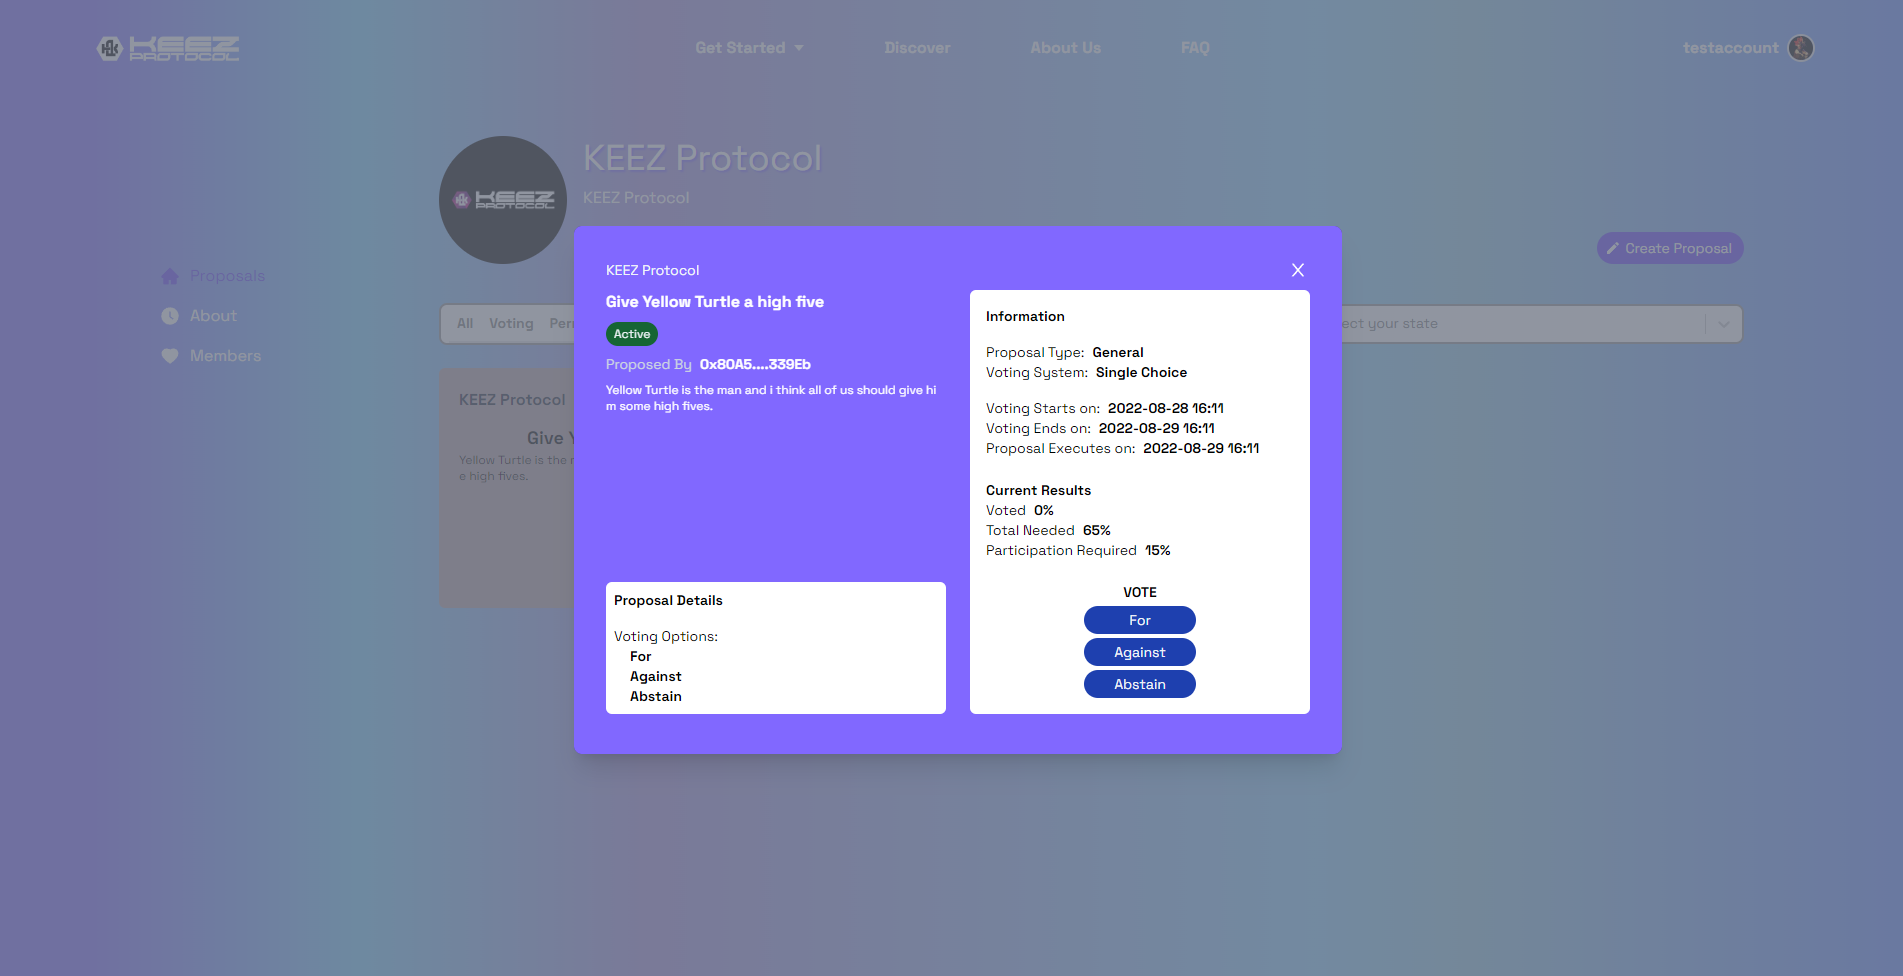 KEEZ PROTOCOL
Get Started
Discover
About Us
FAQ
testaccount
KEEZ PROTOCOL
KEEZ Protocol
KEEZ Protocol
Create Proposal
Proposals
About
Members
All Voting
ect your state
KEEZ Protocol
Give
Yellow Turtle is the
e high fives.
KEEZ Protocol
X
Give Yellow Turtle a high five
Active
Proposed By 0x80A5....339Eb
Yellow Turtle is the man and i think all of us should give hi
m some high fives.
Proposal Details
Voting Options:
For
Against
Abstain
Information
Proposal Type: General
Voting System: Single Choice
Voting Starts on: 2022-08-28 16:11
Voting Ends on: 2022-08-29 16:11
Proposal Executes on: 2022-08-29 16:11
Current Results
Voted 0%
Total Needed 65%
Participation Required 15%
VOTE
For
Against
Abstain